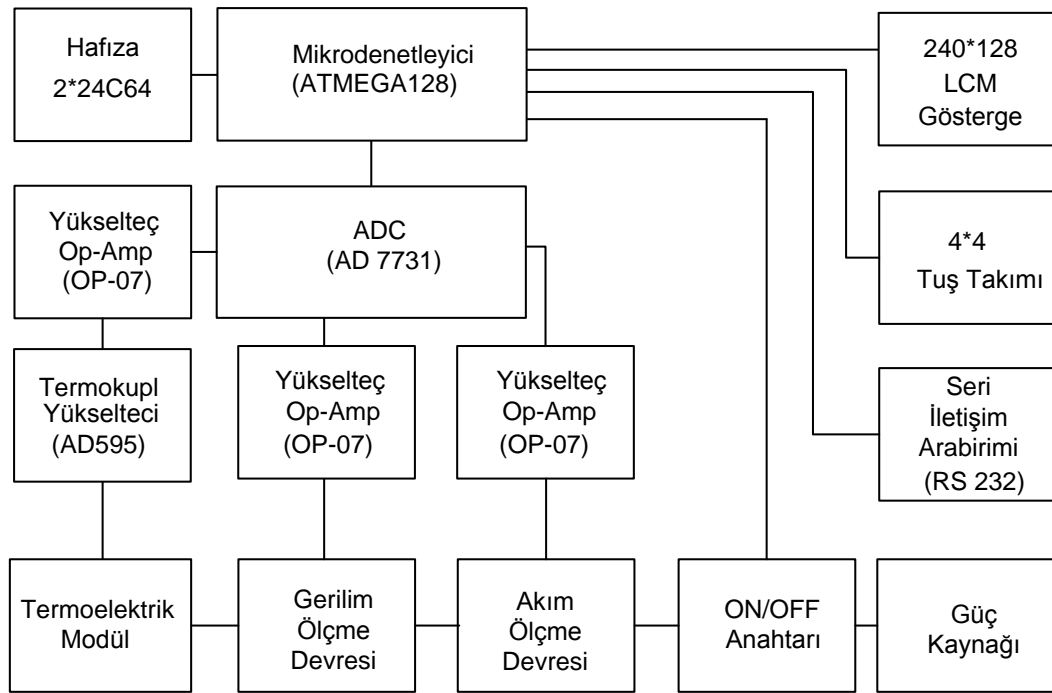 Hafıza
2*24C64
Mikrodenetleyici
(ATMEGA128)
240*128
LCM
Gösterge
Yükselteç
Op-Amp
(OP-07)
ADC
(AD 7731)
4*4
Tuş Takımı
Termokupl
Yükselteci
(AD595)
Yükselteç
Op-Amp
(OP-07)
Yükselteç
Op-Amp
(OP-07)
Seri
İletişim
Arabirimi
(RS 232)
Termoelektrik
Modül
Gerilim
Ölçme
Devresi
Akım
Ölçme
Devresi
ON/OFF
Anahtarı
Güç
Kaynağı